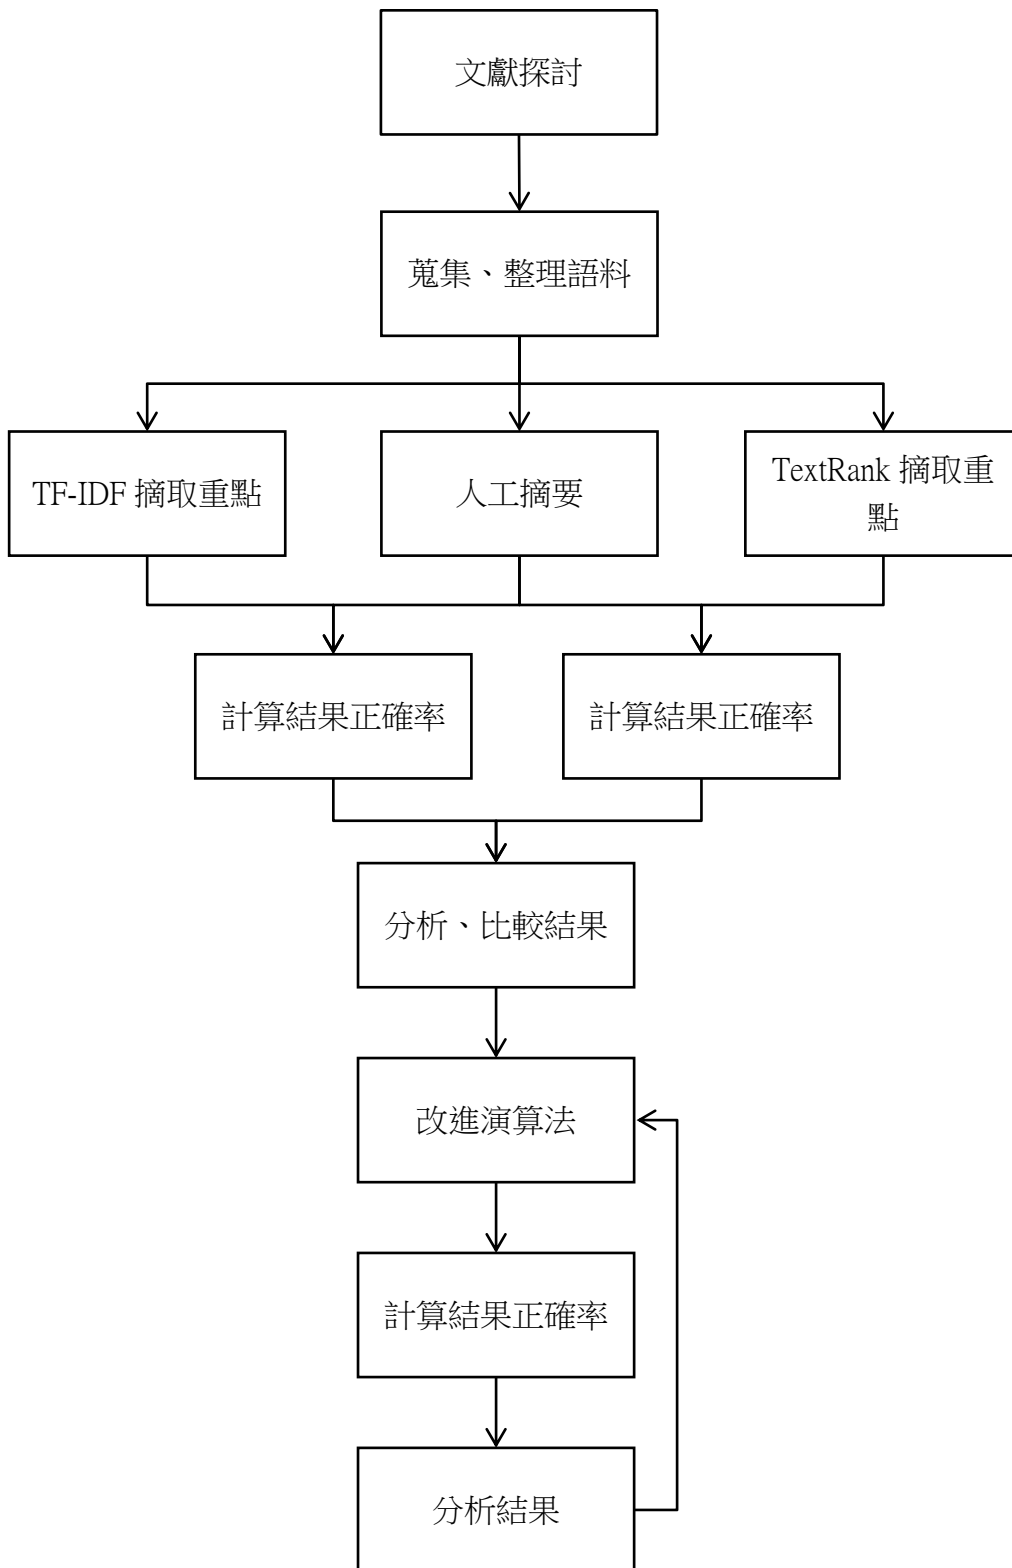 文獻探討
蒐集、整理語料
TF-IDF 摘取重點
人工摘要
TextRank 摘取重
點
計算結果正確率
計算結果正確率
分析、比較結果
改進演算法
計算結果正確率
分析結果